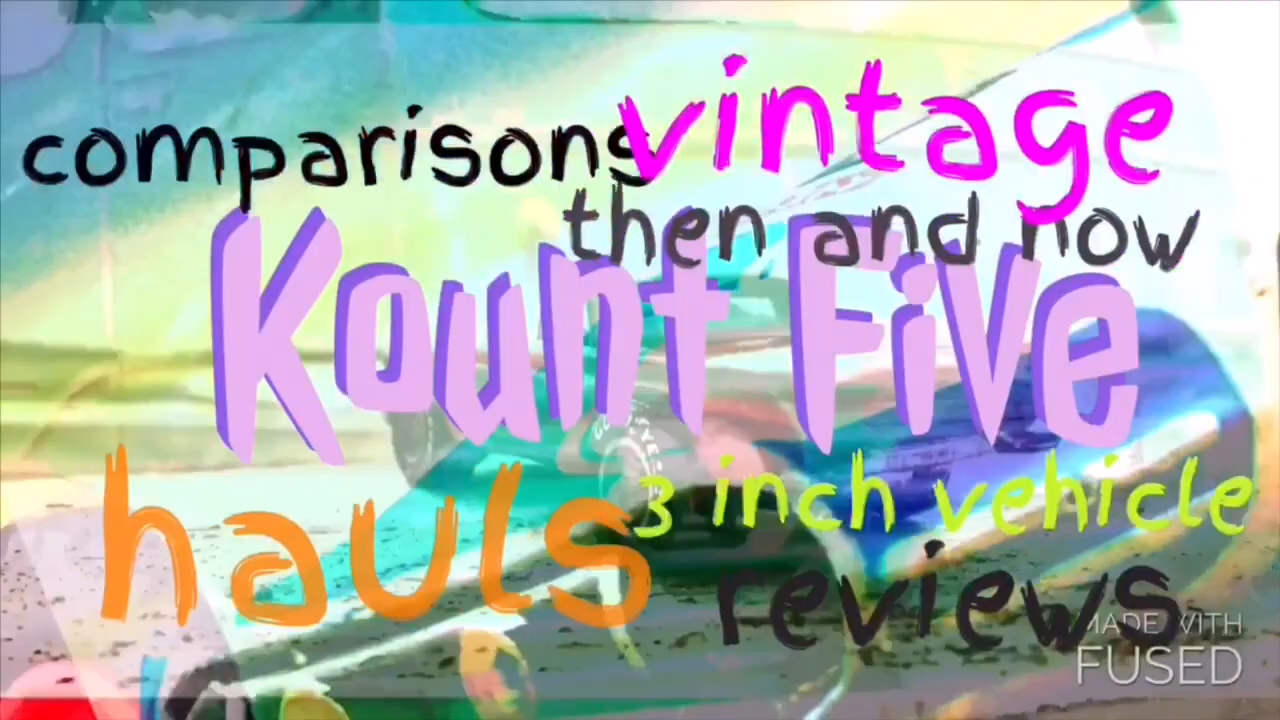 comparisons vintage
then and now
Kount Five
hauls 3 inch vehicle
reviews
MADE WITH
FUSED